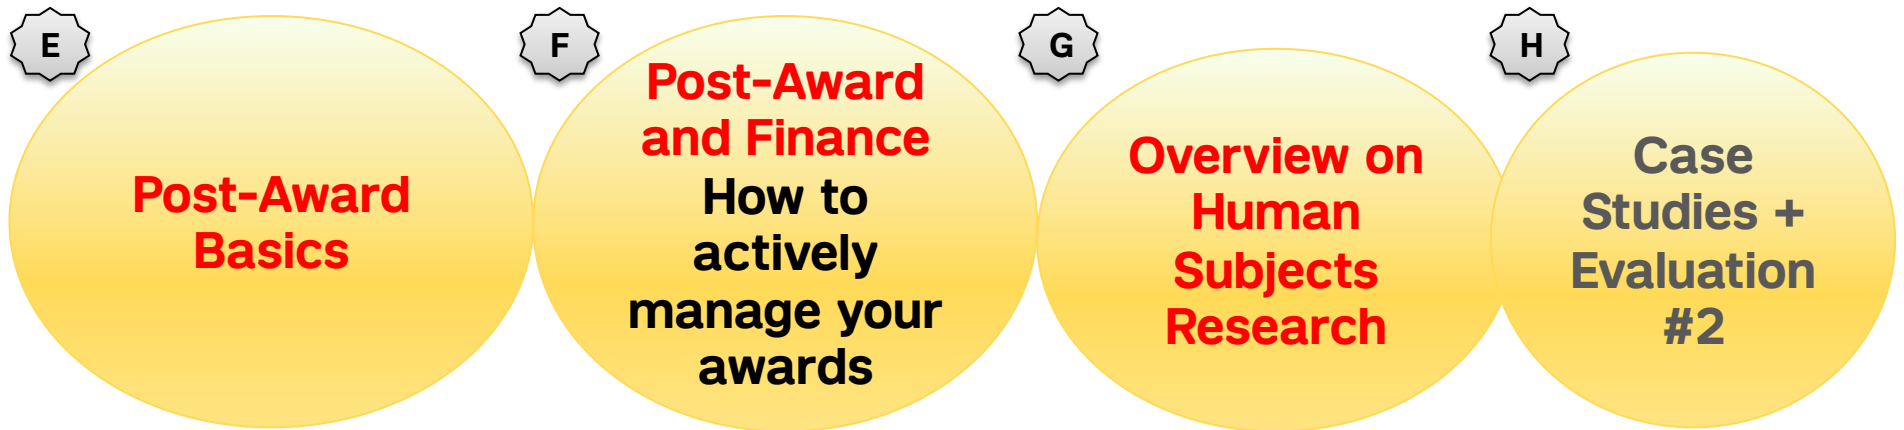 E
Post-Award
Basics
F
Post-Award
and Finance
How to
actively
manage your
awards
G
Overview on
Human
Subjects
Research
H
Case
Studies +
Evaluation
#2